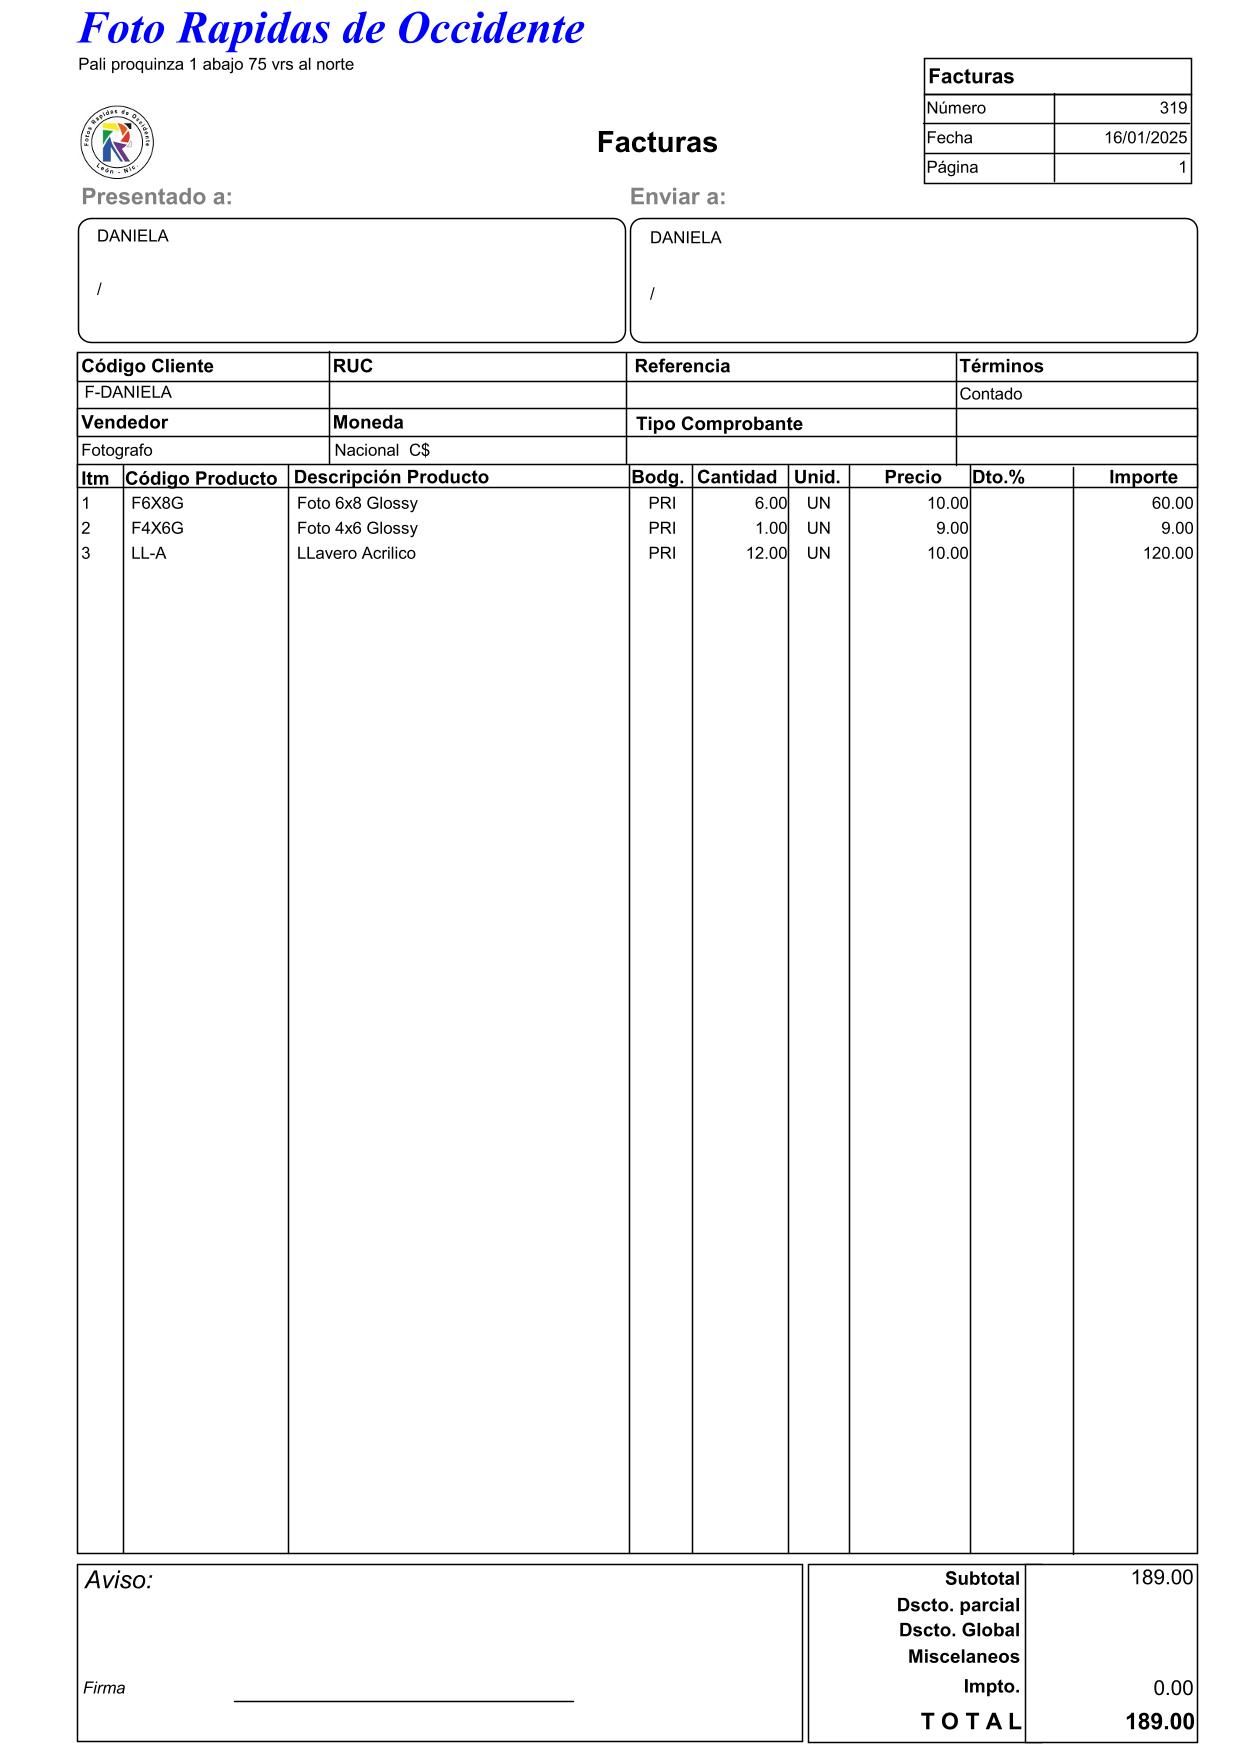 Foto Rapidas de Occidente
Pali proquinza 1 abajo 75 vrs al norte
Facturas
Número 319
Fecha 16/01/2025
Página 1
Fotos Rapidas de Occidente
León - Nic.
Facturas
Presentado a: Enviar a:
DANIELA DANIELA
/ /
Código Cliente RUC Referencia Términos
F-DANIELA Contado
Vendedor Moneda Tipo Comprobante
Fotografo Nacional C$
Itm Código Producto Descripción Producto Bodg. Cantidad Unid. Precio Dto.% Importe
1 F6X8G Foto 6x8 Glossy PRI 6.00 UN 10.00 60.00
2 F4X6G Foto 4x6 Glossy PRI 1.00 UN 9.00 9.00
3 LL-A LLavero Acrilico PRI 12.00 UN 10.00 120.00
Aviso:
Firma
Subtotal 189.00
Dscto. parcial
Dscto. Global
Miscelaneos
Impto. 0.00
T O T A L 189.00